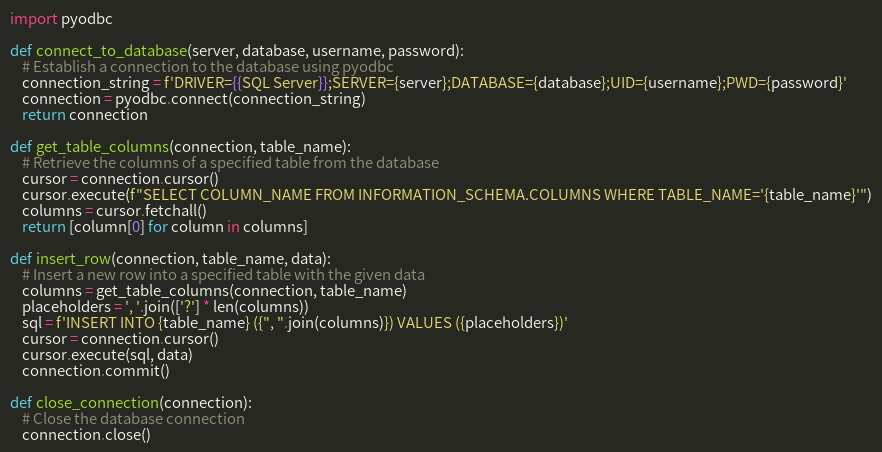 import pyodbc

def connect_to_database(server, database, username, password):
    # Establish a connection to the database using pyodbc
    connection_string = f'DRIVER={{SQL Server}};SERVER={server};DATABASE={database};UID={username};PWD={password}'
    connection = pyodbc.connect(connection_string)
    return connection

def get_table_columns(connection, table_name):
    # Retrieve the columns of a specified table from the database
    cursor = connection.cursor()
    cursor.execute(f"SELECT COLUMN_NAME FROM INFORMATION_SCHEMA.COLUMNS WHERE TABLE_NAME='{table_name}'")
    columns = cursor.fetchall()
    return [column[0] for column in columns]

def insert_row(connection, table_name, data):
    # Insert a new row into a specified table with the given data
    columns = get_table_columns(connection, table_name)
    placeholders = ', '.join(['?'] * len(columns))
    sql = f'INSERT INTO {table_name} ({", ".join(columns)}) VALUES ({placeholders})'
    cursor = connection.cursor()
    cursor.execute(sql, data)
    connection.commit()

def close_connection(connection):
    # Close the database connection
    connection.close()